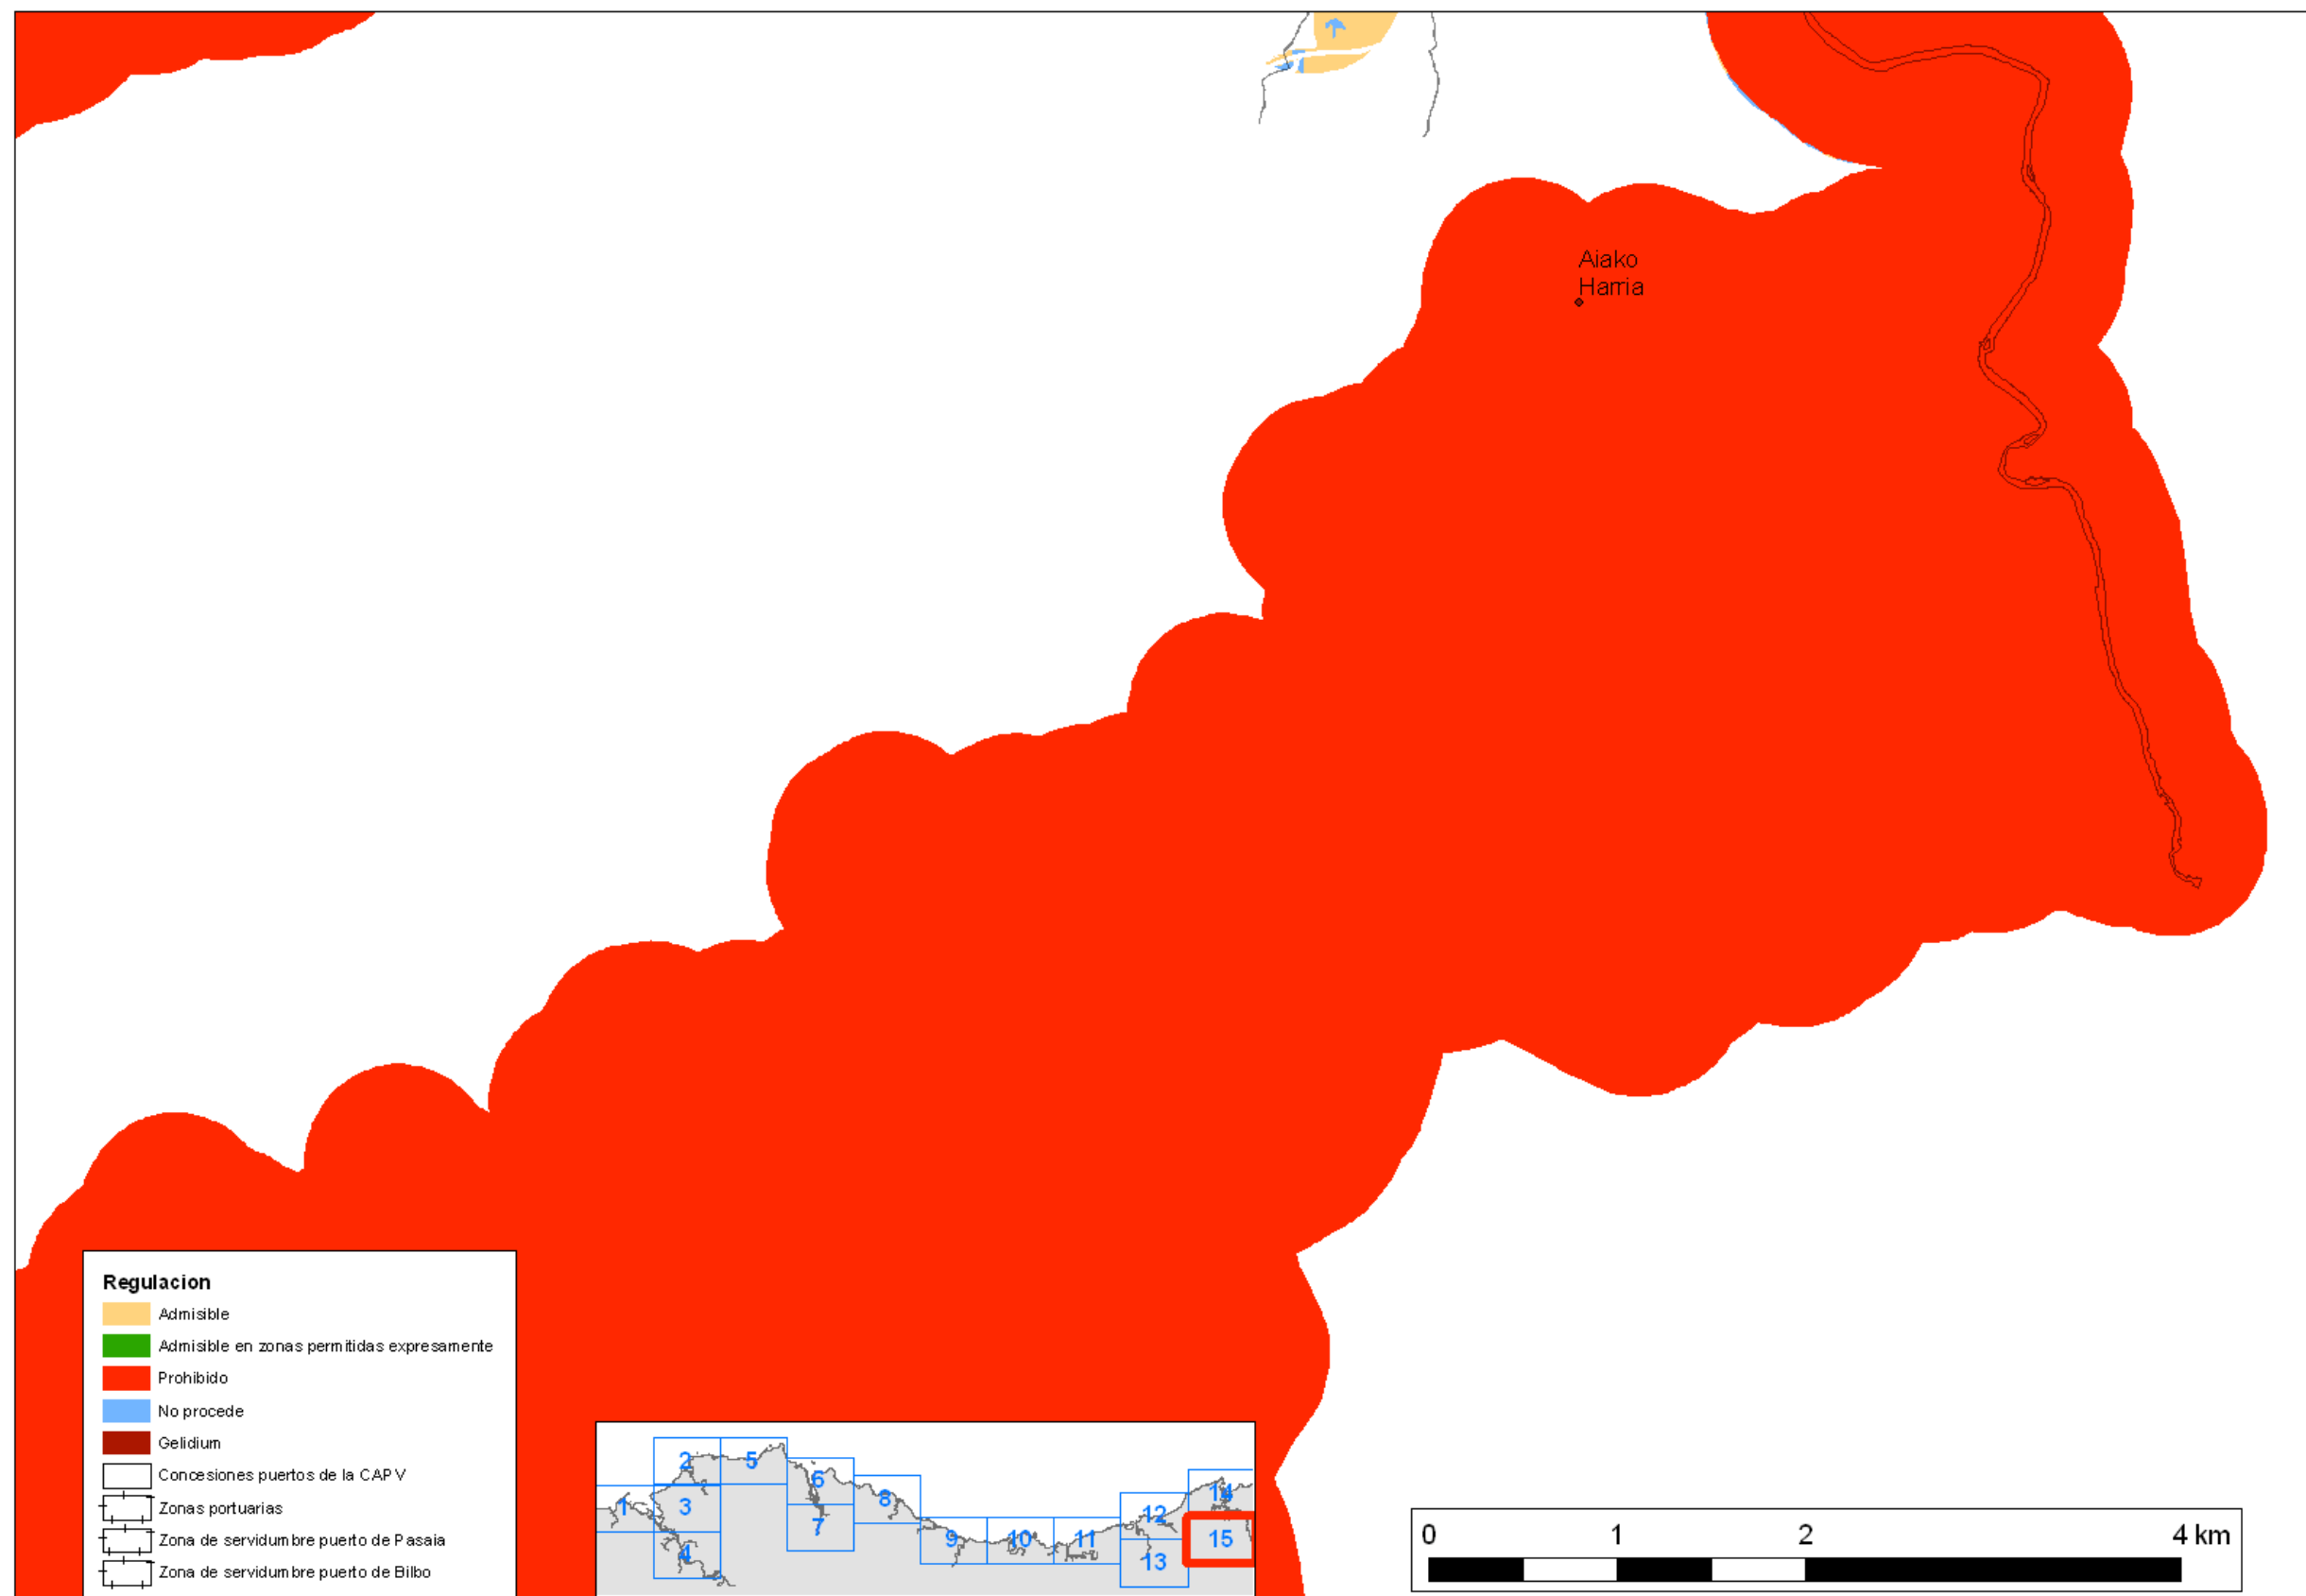 Aiako
Harria
Regulacion
Admisible
Admisible en zonas permitidas expresamente
Prohibido
No procede
Gelidium
Concesiones puertos de la CAPV
Zonas portuarias
Zona de servidumbre puerto de Pasaia
Zona de servidumbre puerto de Bilbo
1
2
3
4
5
6
7
8
9
10
11
12
13
14
15
0 1 2 4 km